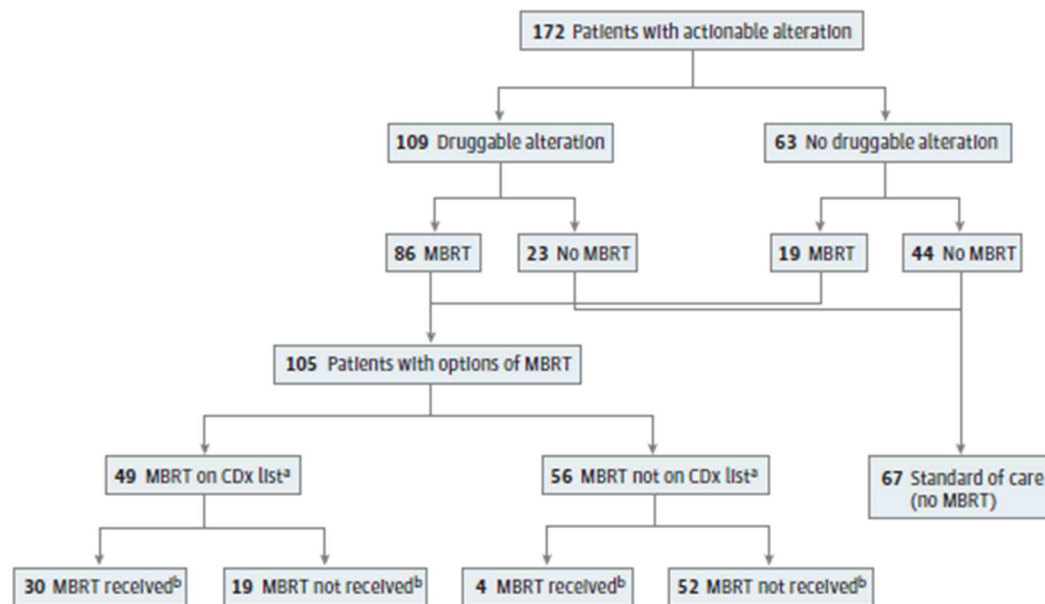 172 Patients with actionable alteration
109 Druggable alteration
63 No druggable alteration
86 MBRT
23 No MBRT
19 MBRT
44 No MBRT
105 Patients with options of MBRT
49 MBRT on CDx listᵃ
56 MBRT not on CDx listᵃ
67 Standard of care
(no MBRT)
30 MBRT receivedᵇ
19 MBRT not receivedᵇ
4 MBRT receivedᵇ
52 MBRT not receivedᵇ